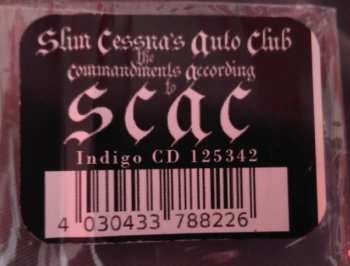 Slim Cessna's Auto Club
the
commandments according
to
SCAC
Indigo CD 125342
4 030433 788226